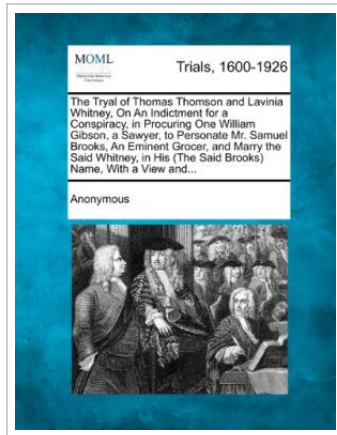 MOML
Trials, 1600-1926
The Tryal of Thomas Thomson and Lavinia
Whitney, On An Indictment for a
Conspiracy, in Procuring One William
Gibson, a Sawyer, to Personate Mr. Samuel
Brooks, An Eminent Grocer, and Marry the
Said Whitney, in His (The Said Brooks)
Name, With a View and...
Anonymous